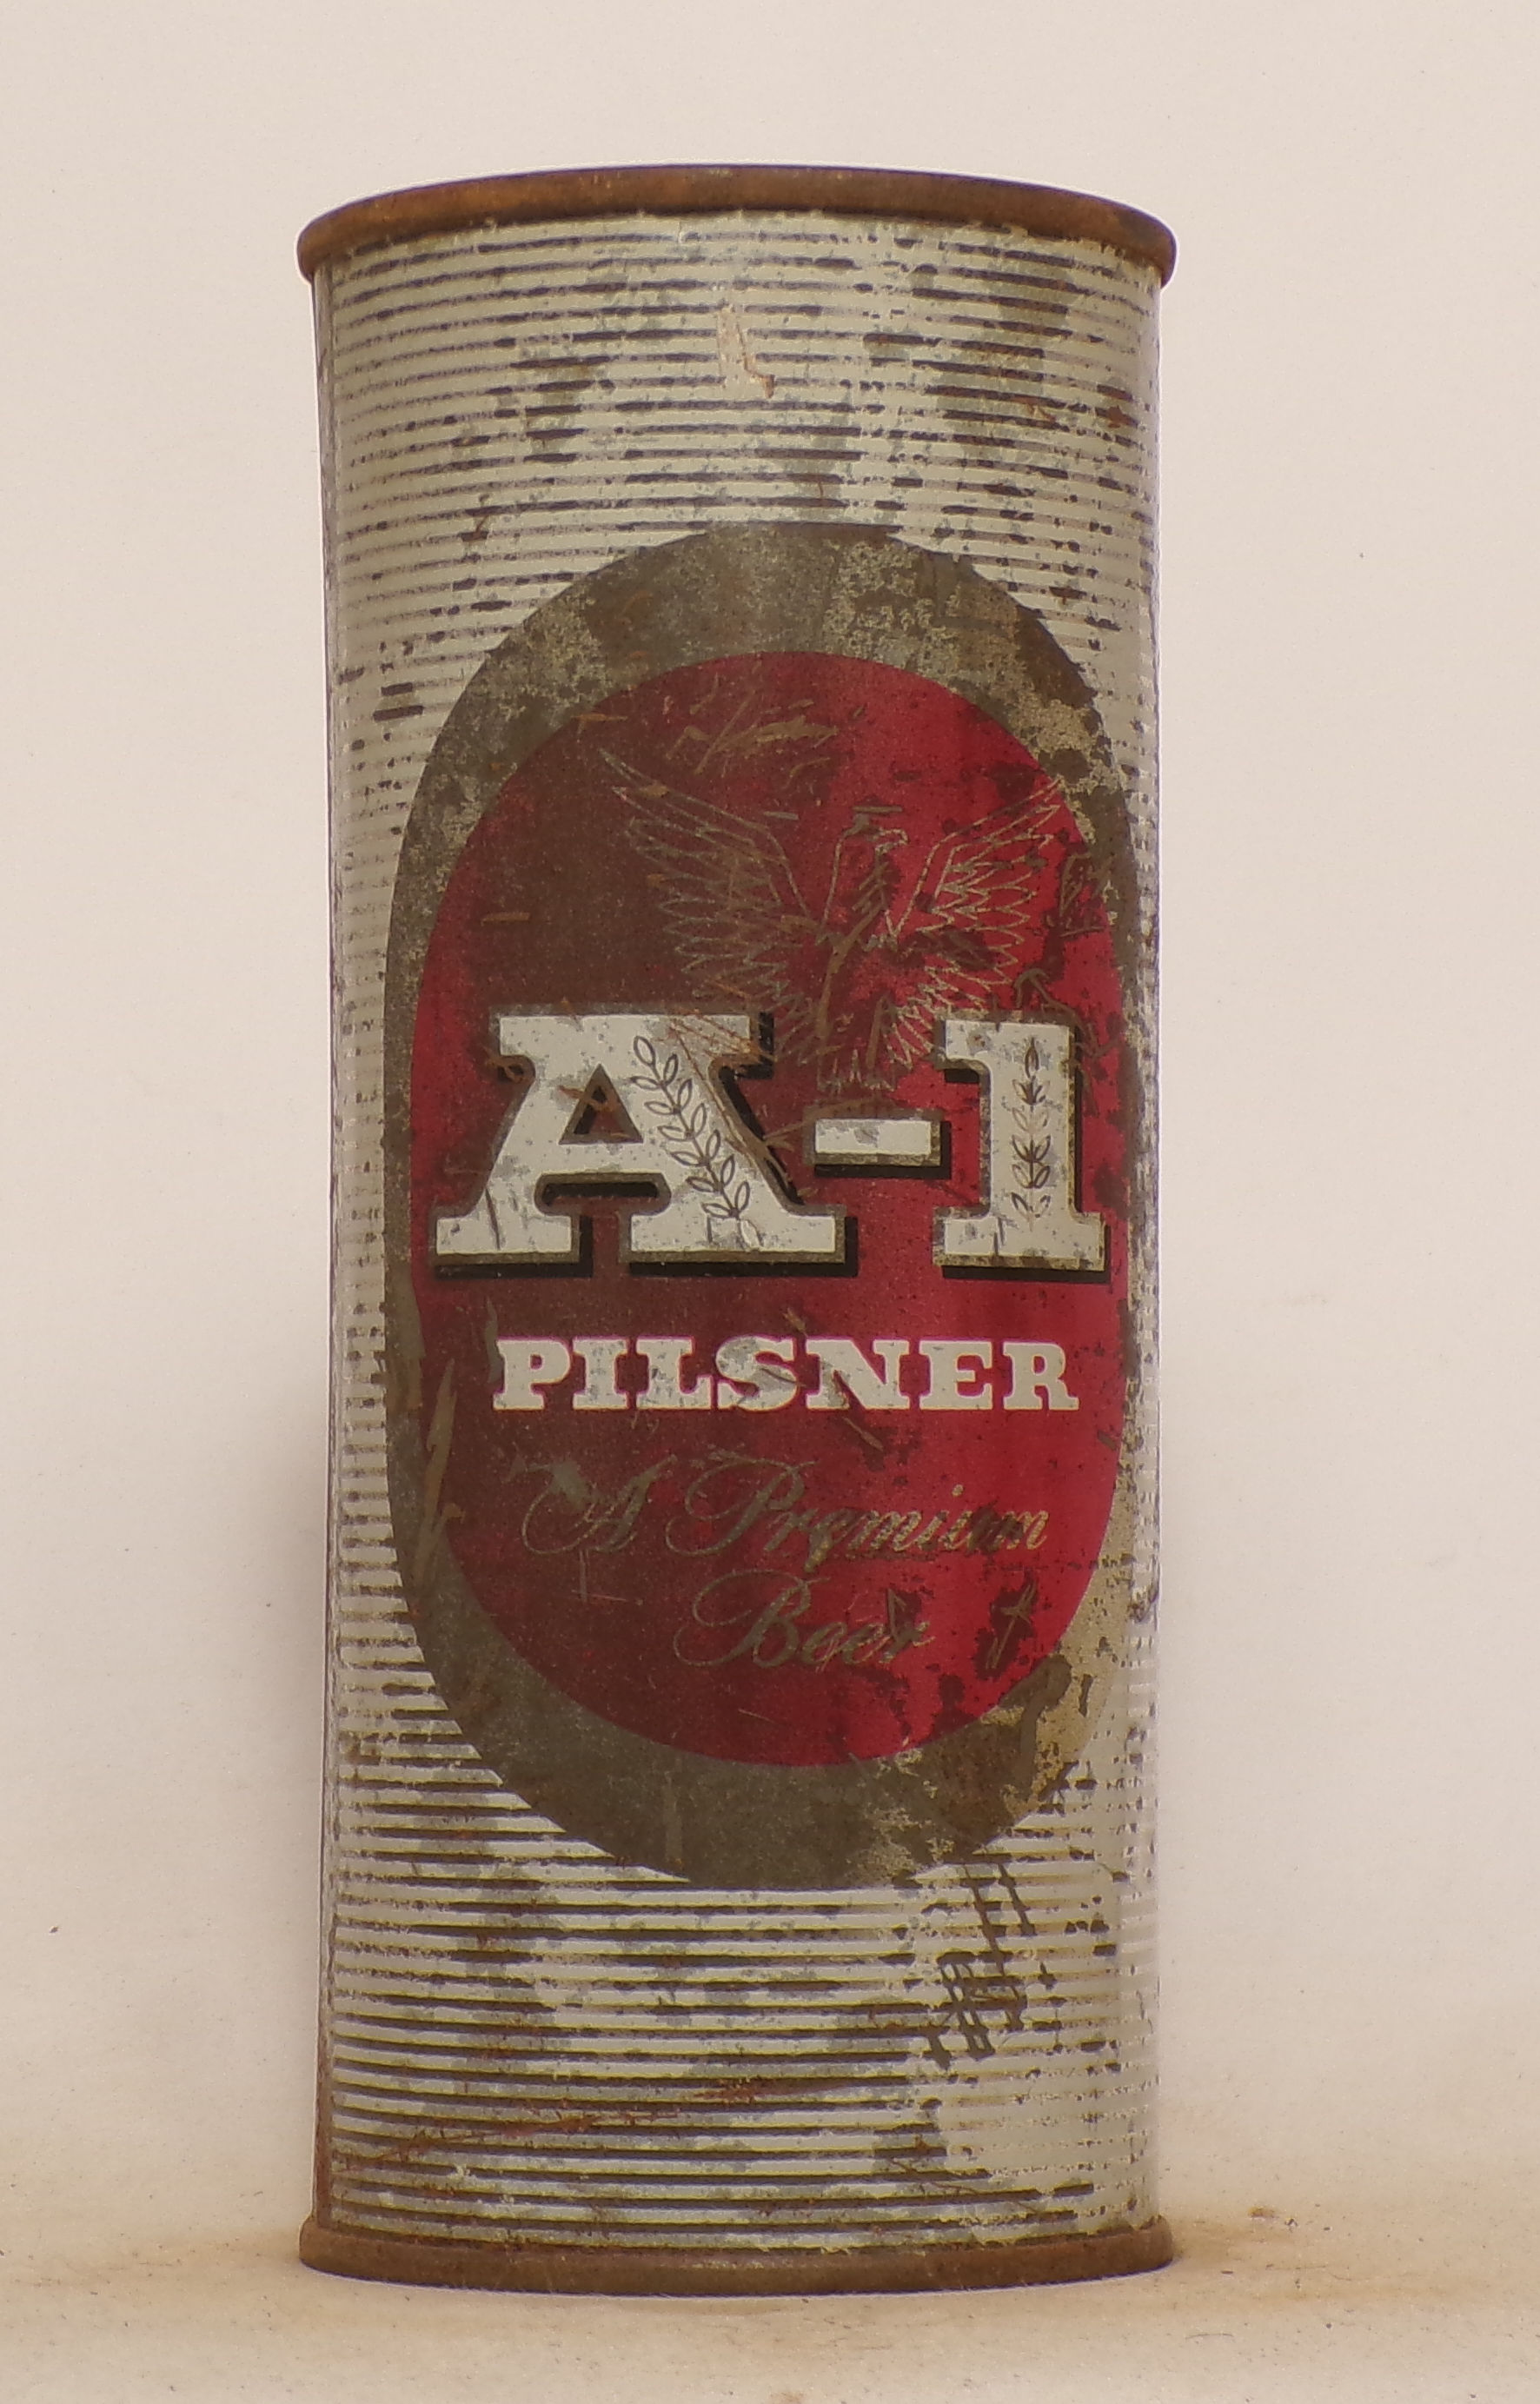 A-1
PILSNER
A Premium
Beer